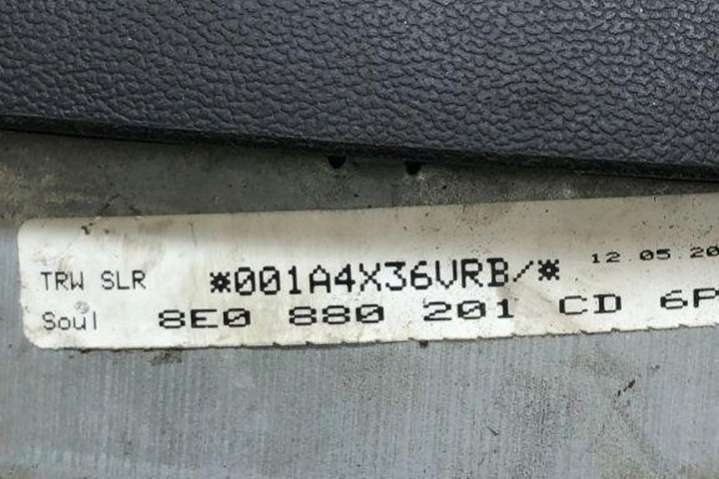 TRW SLR *001A4X36VRB/* 12.05.20
Soul 8E0 880 201 CD 6P